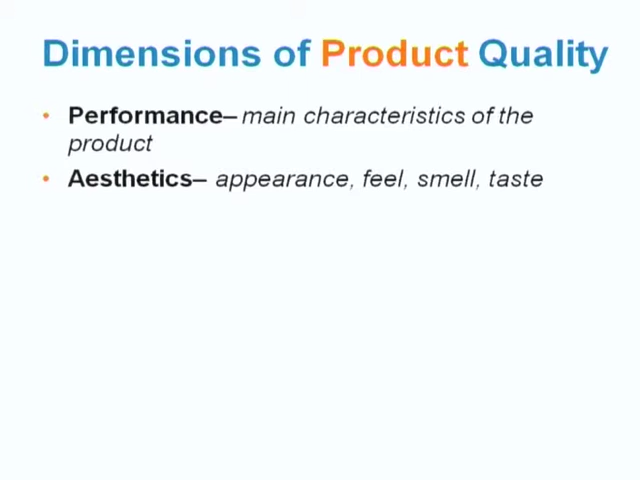 Dimensions of Product Quality
• Performance– main characteristics of the
product
• Aesthetics– appearance, feel, smell, taste